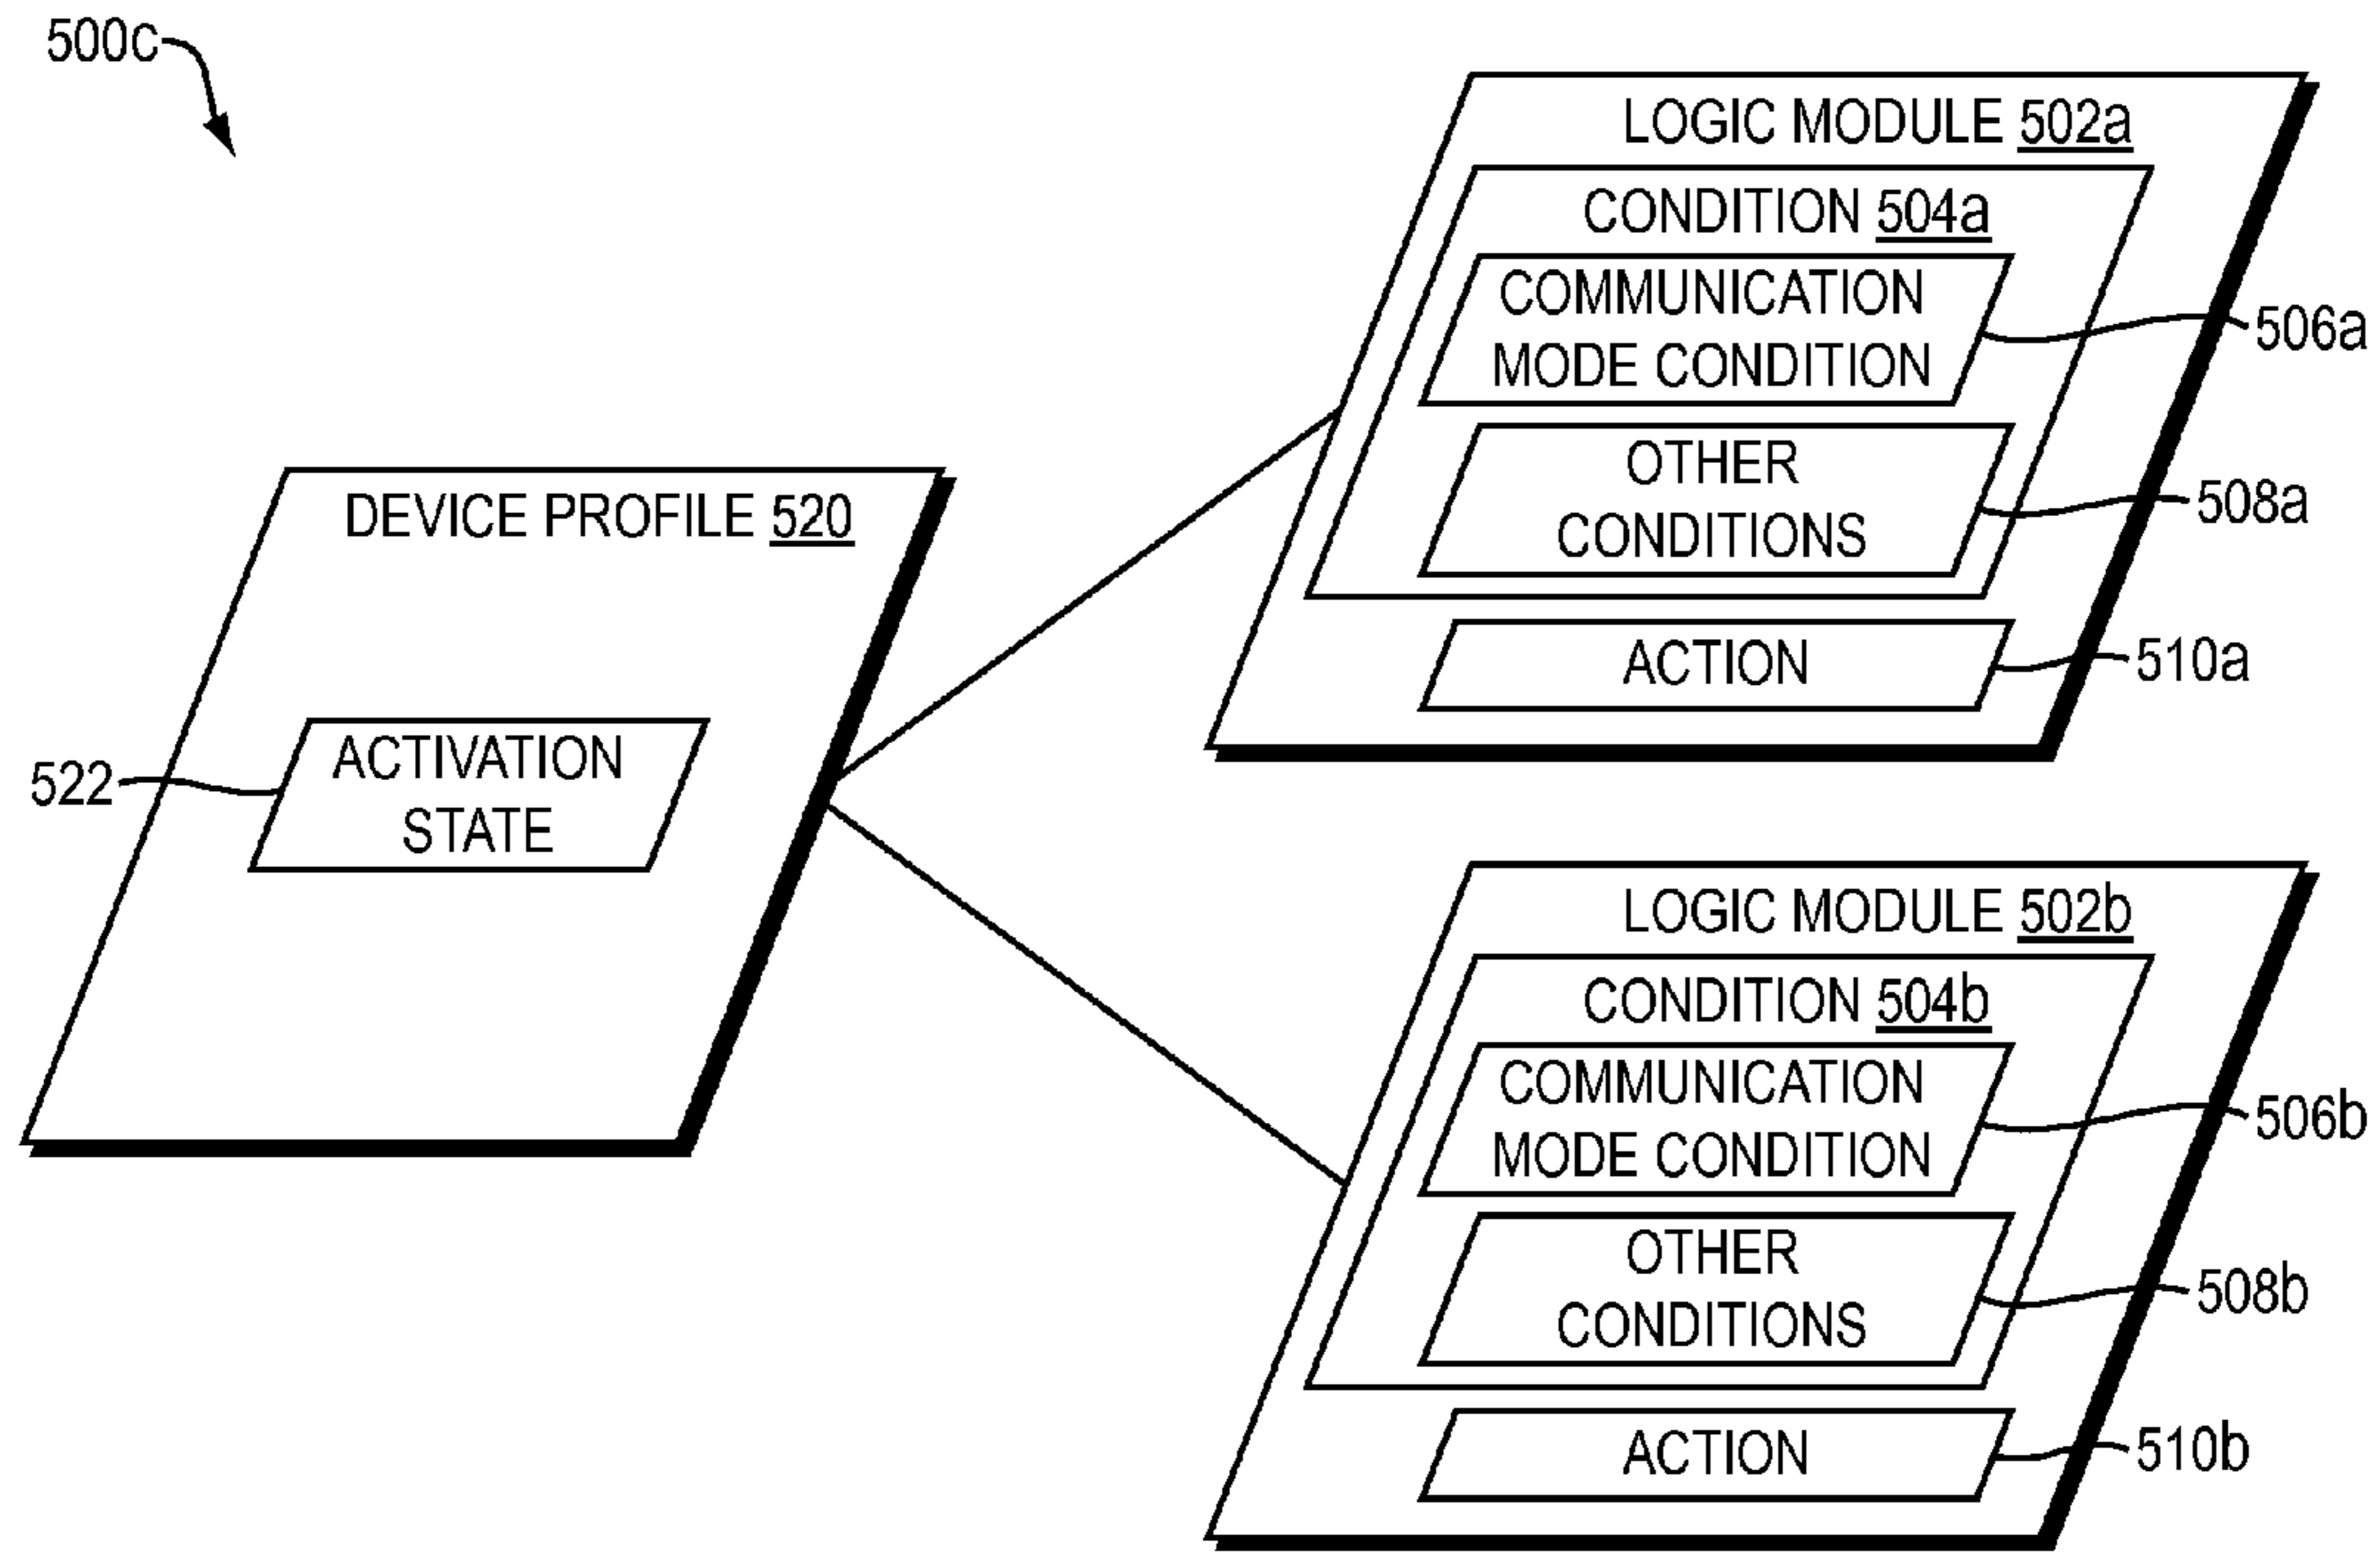 500c
LOGIC MODULE 502a
CONDITION 504a
COMMUNICATION
MODE CONDITION
506a
OTHER
CONDITIONS
508a
ACTION
510a
DEVICE PROFILE 520
ACTIVATION
STATE
522
LOGIC MODULE 502b
CONDITION 504b
COMMUNICATION
MODE CONDITION
506b
OTHER
CONDITIONS
508b
ACTION
510b